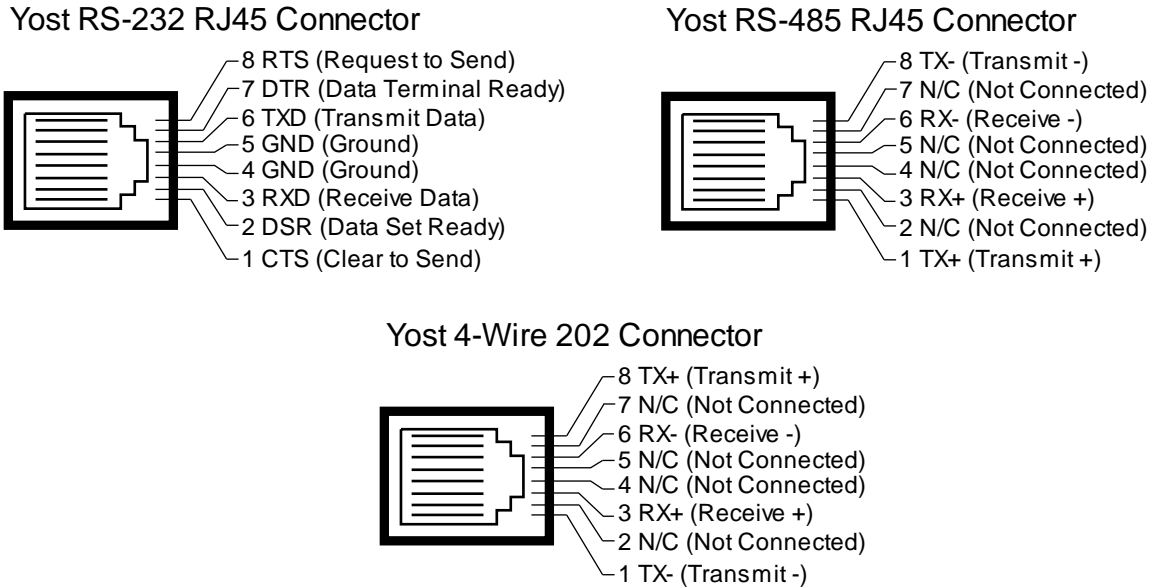 Yost RS-232 RJ45 Connector
8 RTS (Request to Send)
7 DTR (Data Terminal Ready)
6 TXD (Transmit Data)
5 GND (Ground)
4 GND (Ground)
3 RXD (Receive Data)
2 DSR (Data Set Ready)
1 CTS (Clear to Send)
Yost RS-485 RJ45 Connector
8 TX- (Transmit -)
7 N/C (Not Connected)
6 RX- (Receive -)
5 N/C (Not Connected)
4 N/C (Not Connected)
3 RX+ (Receive +)
2 N/C (Not Connected)
1 TX+ (Transmit +)
Yost 4-Wire 202 Connector
8 TX+ (Transmit +)
7 N/C (Not Connected)
6 RX- (Receive -)
5 N/C (Not Connected)
4 N/C (Not Connected)
3 RX+ (Receive +)
2 N/C (Not Connected)
1 TX- (Transmit -)